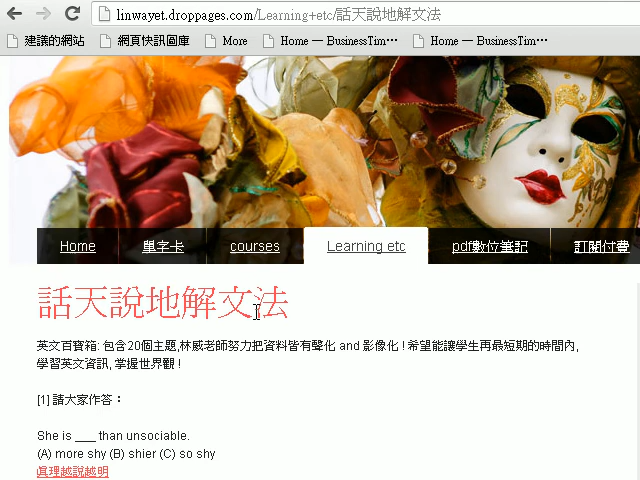 linwayet.droppages.com/Learning+etc/話天說地解文法
建議的網站 網頁快訊圖庫 More Home — BusinessTim… Home — BusinessTim…
Home 單字卡 courses Learning etc pdf數位筆記 訂閱付費
話天說地解文法
英文百寶箱: 包含20個主題,林威老師努力把資料皆有聲化 and 影像化 ! 希望能讓學生再最短期的時間內,
學習英文資訊, 掌握世界觀 !
[1] 請大家作答：
She is ___ than unsociable.
(A) more shy (B) shier (C) so shy
真理越說越明